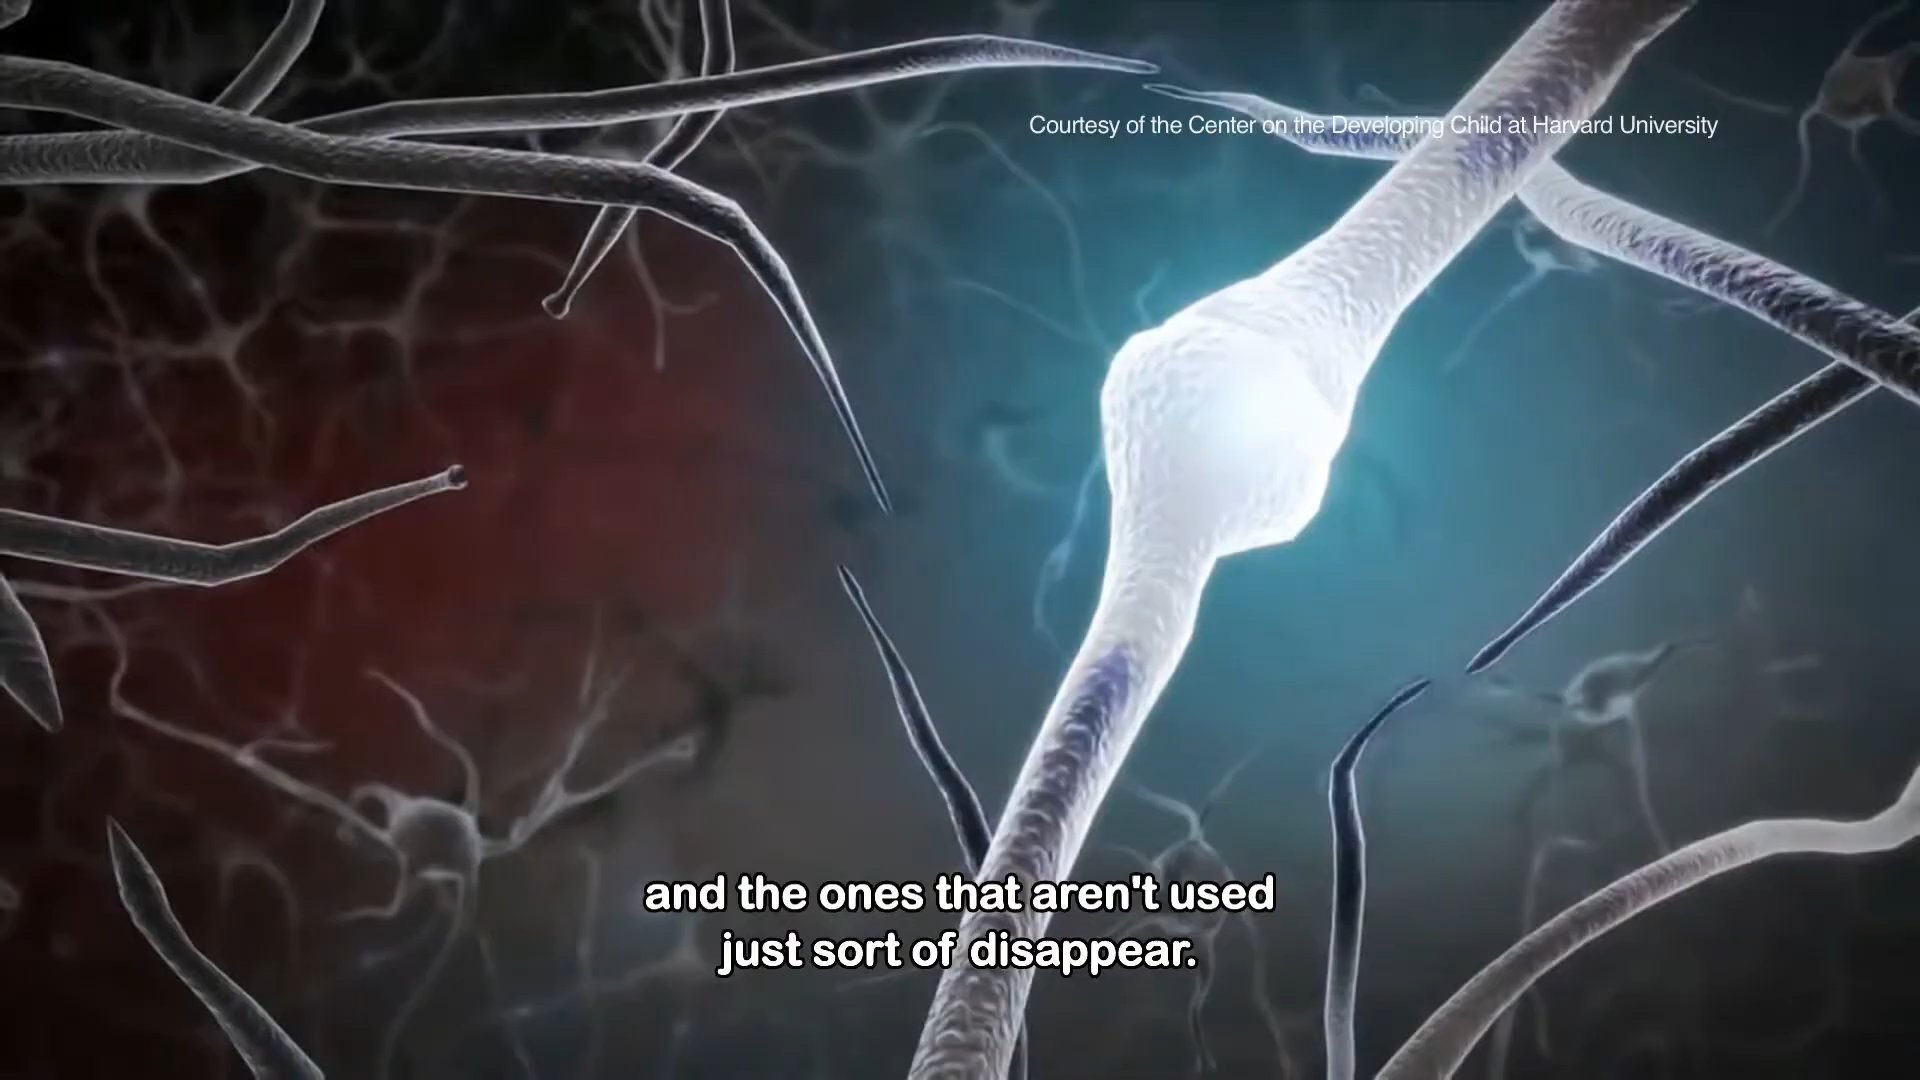 Courtesy of the Center on the Developing Child at Harvard University
and the ones that aren't used
just sort of disappear.